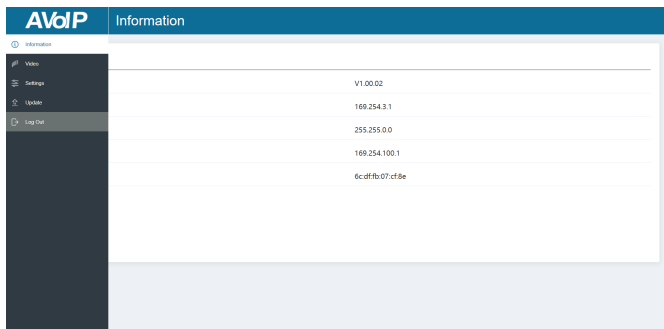 AVoIP
Information
Information
Video
Settings
Update
Log Out
V1.00.02
169.254.3.1
255.255.0.0
169.254.100.1
6c:df:fb:07:cf:8e